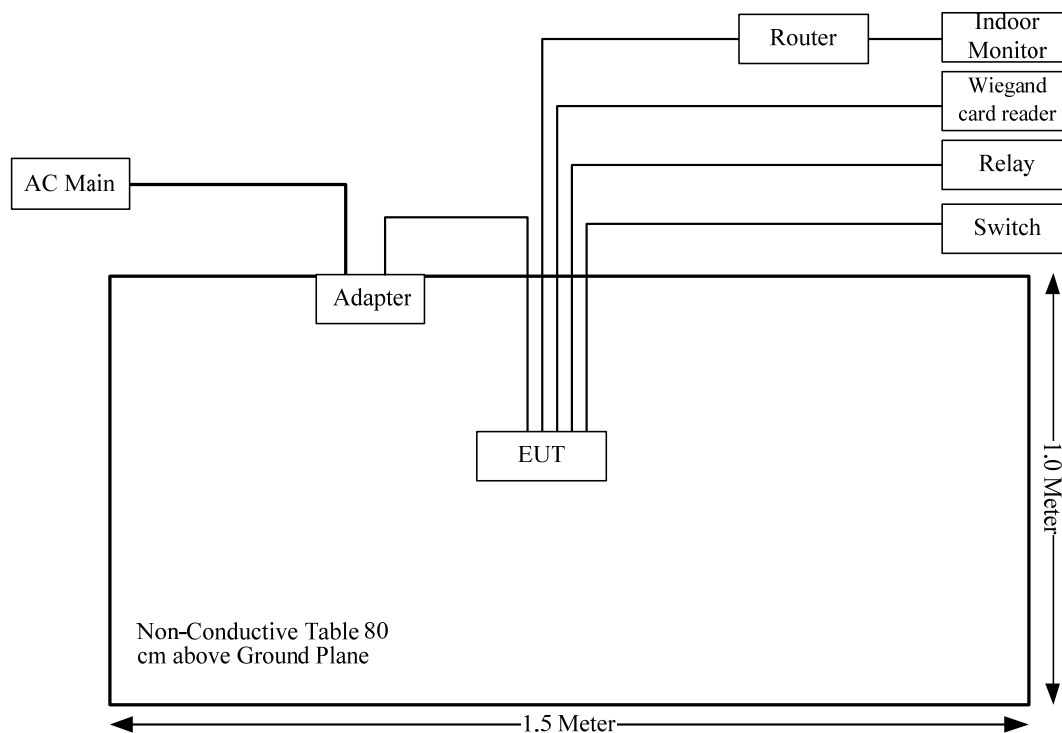 Router
Indoor
Monitor
Wiegand
card reader
AC Main
Relay
Switch
Adapter
EUT
1.0 Meter
Non-Conductive Table 80
cm above Ground Plane
1.5 Meter